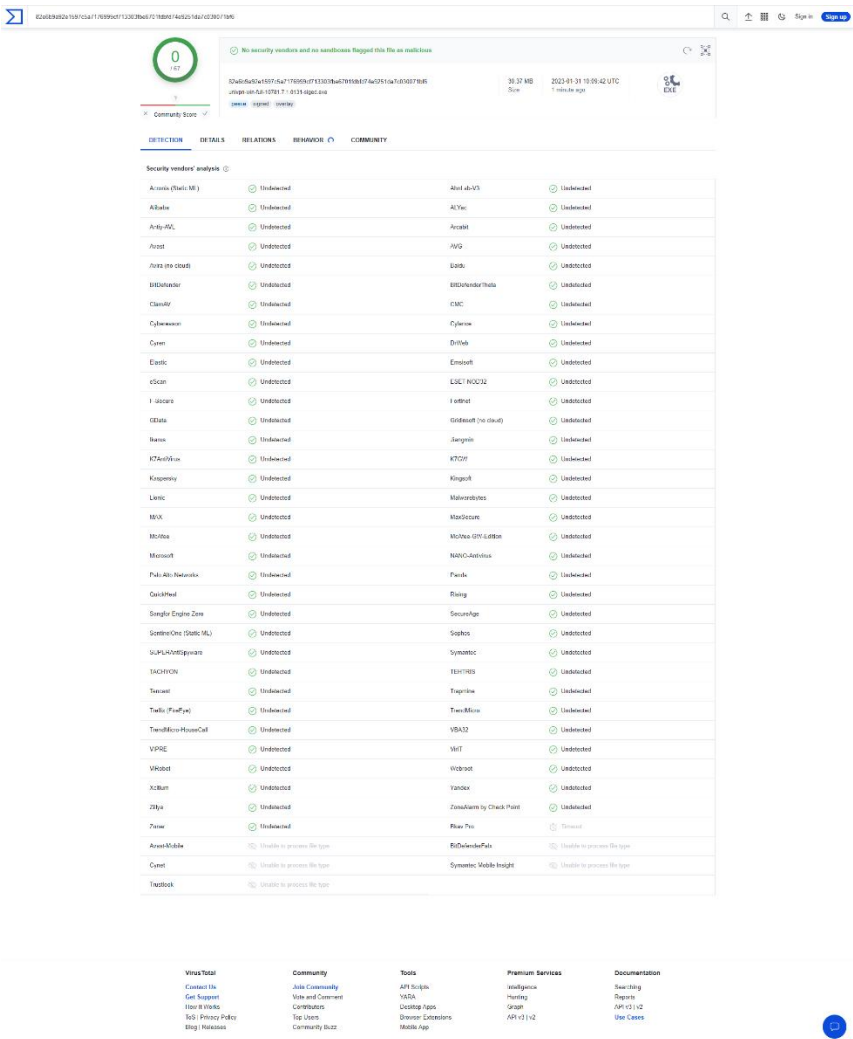 Sign in
Sign up
0
/ 67
Community Score
No security vendors and no sandboxes flagged this file as malicious
Size
2023-01-31 10:09:42 UTC
1 minute ago
EXE
signed overlay
DETECTION DETAILS RELATIONS BEHAVIOR COMMUNITY
Security vendors' analysis
Acronis (Static ML) Undetected AhnLab-V3 Undetected
Alibaba Undetected ALYac Undetected
Antiy-AVL Undetected Arcabit Undetected
Avast Undetected AVG Undetected
Avira (no cloud) Undetected Baidu Undetected
BitDefender Undetected BitDefenderTheta Undetected
ClamAV Undetected CMC Undetected
Cybereason Undetected Cylance Undetected
Cyren Undetected DrWeb Undetected
Elastic Undetected Emsisoft Undetected
eScan Undetected ESET-NOD32 Undetected
F-Secure Undetected Fortinet Undetected
GData Undetected Gridinsoft (no cloud) Undetected
Ikarus Undetected Jiangmin Undetected
K7AntiVirus Undetected K7GW Undetected
Kaspersky Undetected Kingsoft Undetected
Lionic Undetected Malwarebytes Undetected
MAX Undetected MaxSecure Undetected
McAfee Undetected McAfee-GW-Edition Undetected
Microsoft Undetected NANO-Antivirus Undetected
Palo Alto Networks Undetected Panda Undetected
QuickHeal Undetected Rising Undetected
Sangfor Engine Zero Undetected SecureAge Undetected
SentinelOne (Static ML) Undetected Sophos Undetected
SUPERAntiSpyware Undetected Symantec Undetected
TACHYON Undetected TEHTRIS Undetected
Tencent Undetected Trapmine Undetected
Trellix (FireEye) Undetected TrendMicro Undetected
TrendMicro-HouseCall Undetected VBA32 Undetected
VIPRE Undetected VirIT Undetected
ViRobot Undetected Webroot Undetected
Xcitium Undetected Yandex Undetected
Zillya Undetected ZoneAlarm by Check Point Undetected
Zoner Undetected Bkav Pro Timeout
Avast-Mobile Unable to process file type BitDefenderFalx Unable to process file type
Cynet Unable to process file type Symantec Mobile Insight Unable to process file type
Trustlook Unable to process file type
VirusTotal Community Tools Premium Services Documentation
Contact Us Join Community API Scripts Intelligence Searching
Get Support Vote and Comment YARA Hunting Reports
How It Works Contributors Desktop Apps Graph API v3 | v2
ToS | Privacy Policy Top Users Browser Extensions API v3 | v2 Use Cases
Blog | Releases Community Buzz Mobile App